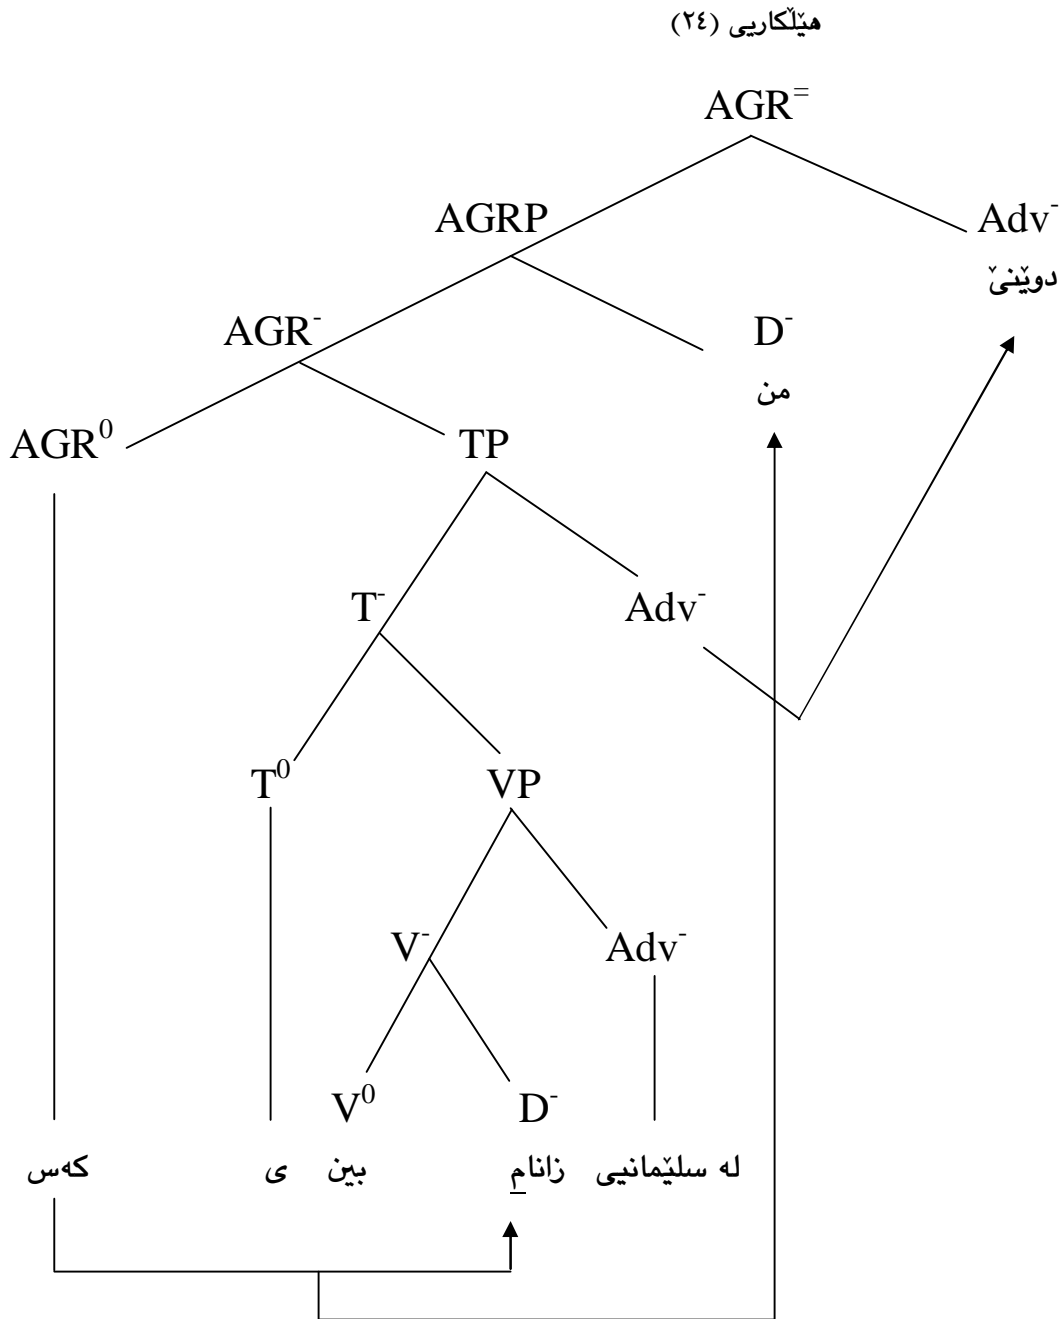 هێڵکاریی (٢٤)
AGR⁼
AGRP Adv⁻
دوێنێ
AGR⁻ D⁻
من
AGR⁰ TP
T⁻ Adv⁻
T⁰ VP
V⁻ Adv⁻
V⁰ D⁻
لە سلێمانیی زانام بین ی کەس